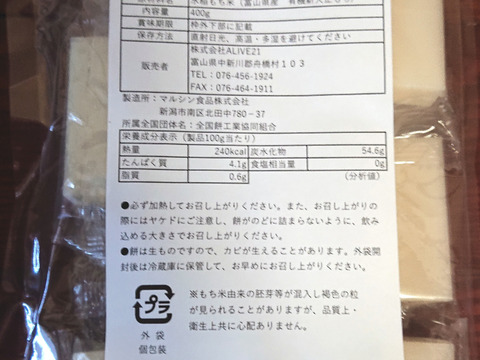 内容量 400g
賞味期限 枠外下部に記載
保存方法 直射日光、高温・多湿を避けてください
販売者 株式会社ALIVE21
富山県中新川郡舟橋村103
TEL:076-456-1924
FAX:076-464-1911
製造所:マルシン食品株式会社
新潟市南区北田中780-37
所属全国団体名:全国餅工業協同組合
栄養成分表示(製品100g当たり)
熱量 240kcal 炭水化物 54.6g
たんぱく質 4.1g 食塩相当量 0g
脂質 0.6g (分析値)
●必ず加熱してお召し上がりください。また、お召し上がりの
際にはヤケドにご注意し、餅がのどに詰まらないように、飲み
込める大きさでお召し上がりください。
●餅は生ものですので、カビが生えることがあります。外袋開
封後は冷蔵庫に保管して、お早めにお召し上がりください。
プラ
外袋
個包装
※もち米由来の胚芽等が混入し褐色の粒
が見られることがありますが、品質上・
衛生上共に心配ありません。